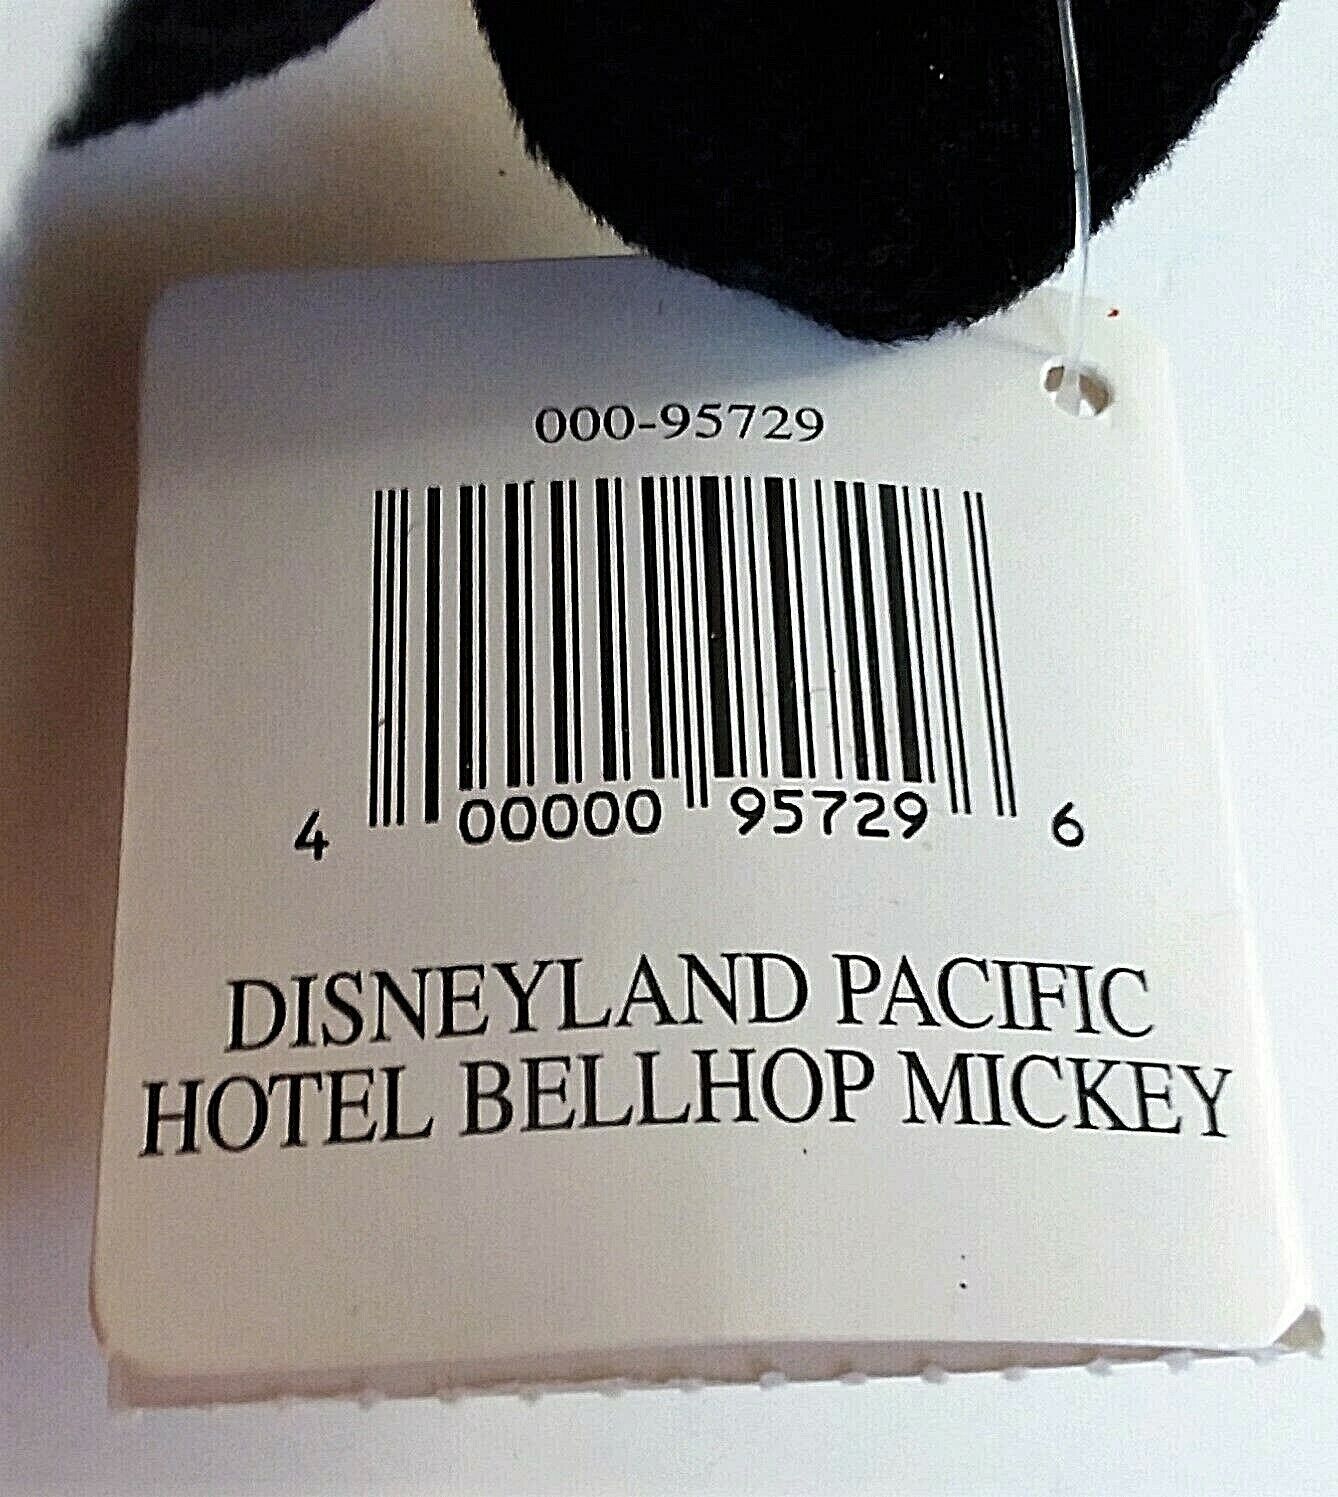 000-95729
4 00000 95729 6
DISNEYLAND PACIFIC
HOTEL BELLHOP MICKEY